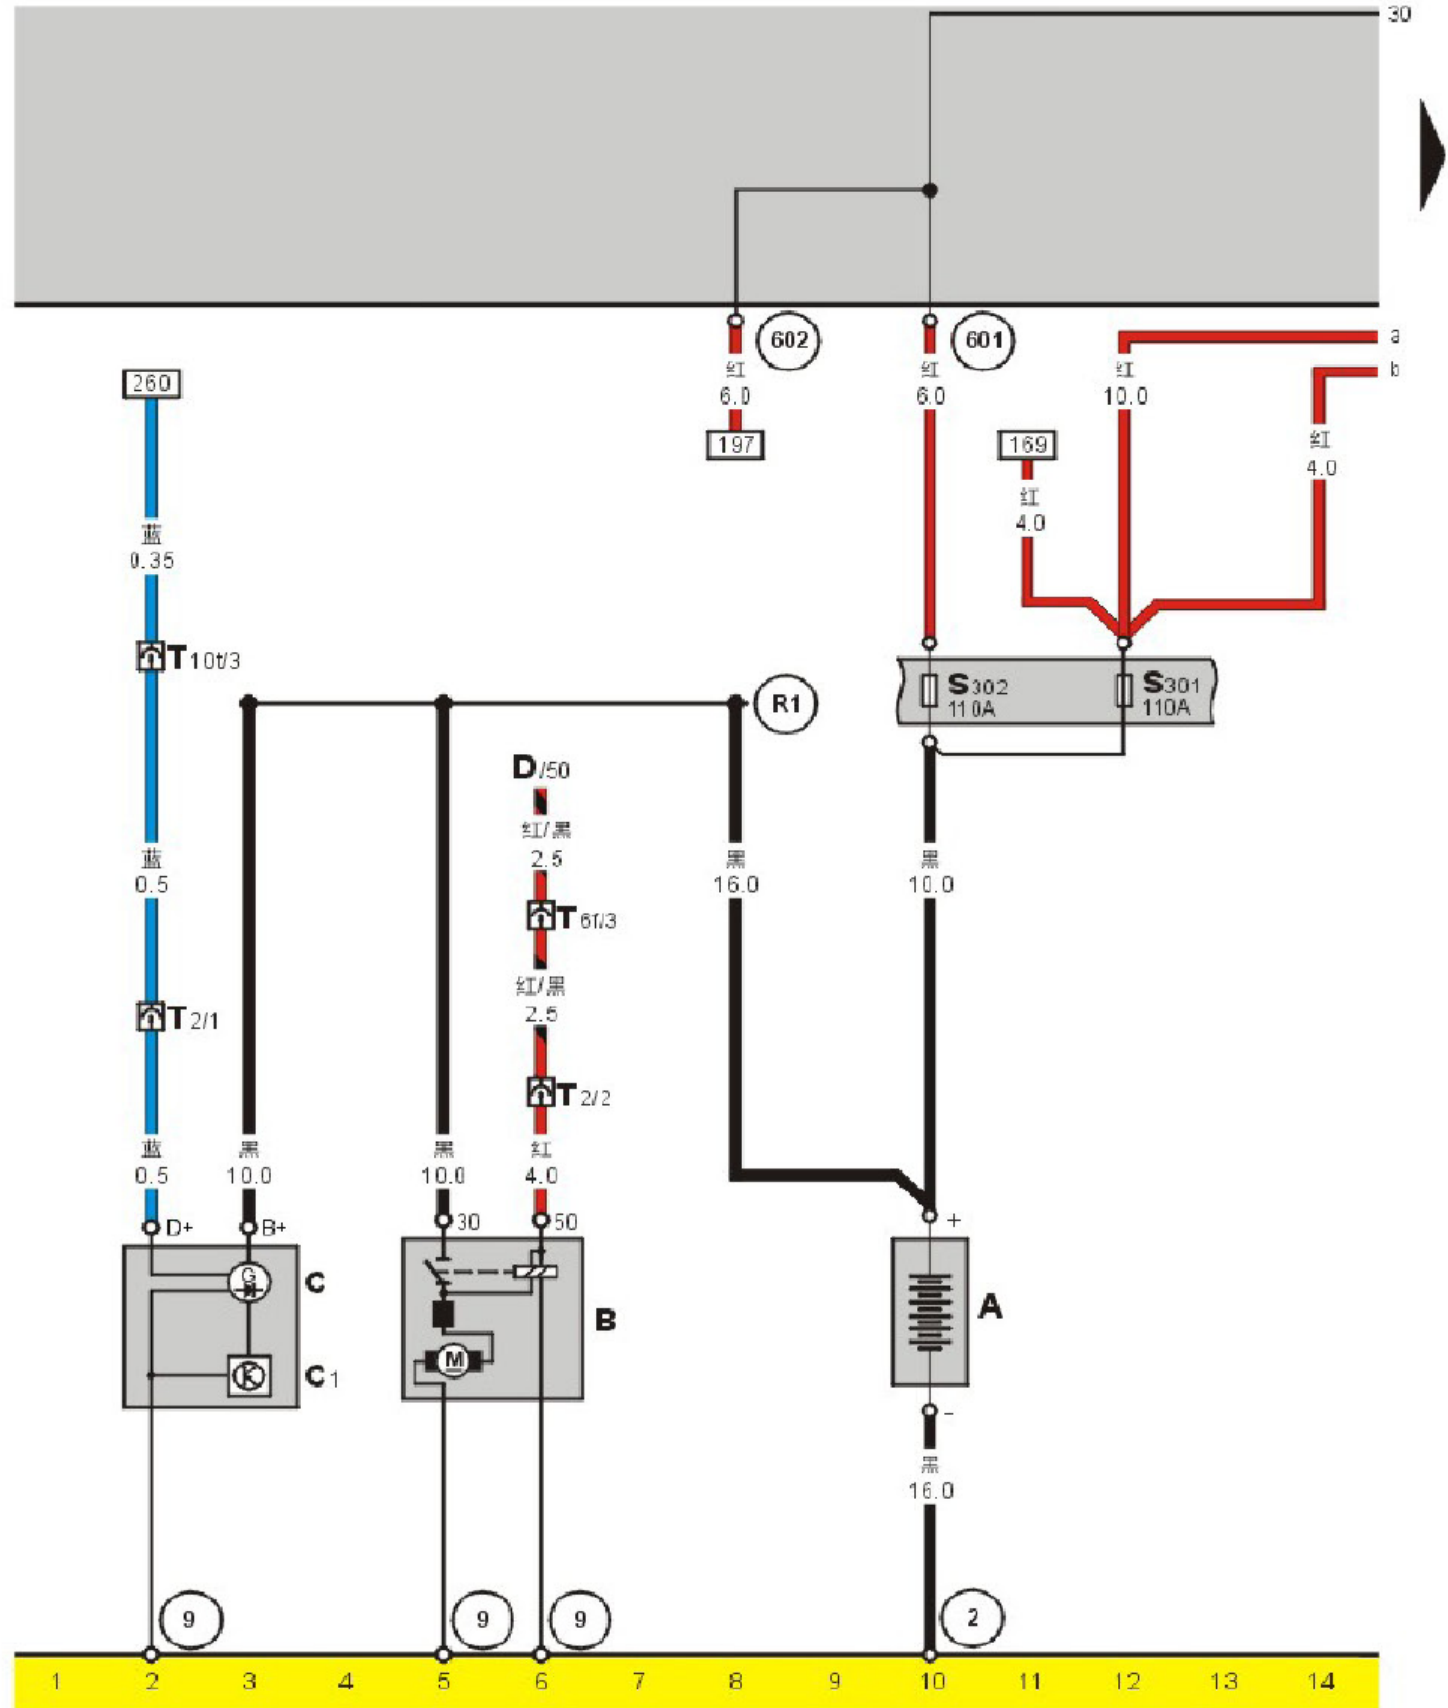 30
602
601
a
b
260
红
6.0
红
6.0
红
10.0
197
169
红
4.0
红
4.0
蓝
0.35
T10t/3
S302
110A
S301
110A
R1
D/50
红/黑
2.5
蓝
0.5
黑
16.0
黑
10.0
T6f/3
红/黑
2.5
T2/1
T2/2
蓝
0.5
黑
10.0
黑
10.0
红
4.0
D+
B+
30
50
+
G
C
A
B
M
K
C1
-
黑
16.0
9
9
9
2
1 2 3 4 5 6 7 8 9 10 11 12 13 14